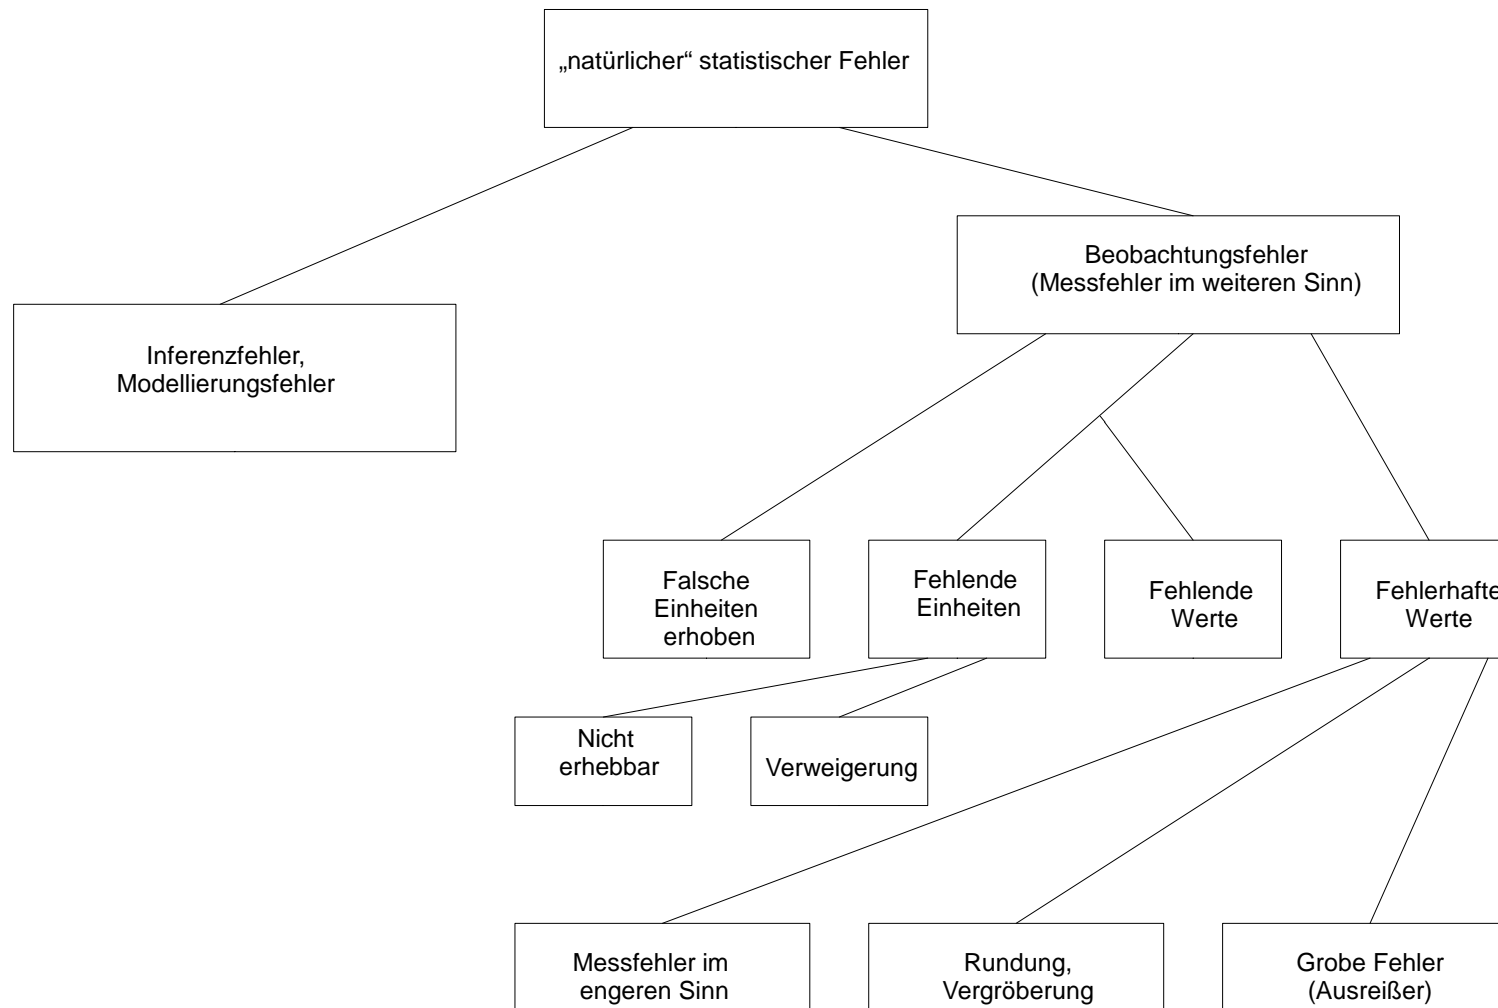 „natürlicher“ statistischer Fehler
Beobachtungsfehler
(Messfehler im weiteren Sinn)
Inferenzfehler,
Modellierungsfehler
Falsche
Einheiten
erhoben
Fehlende
Einheiten
Fehlende
Werte
Fehlerhafte
Werte
Nicht
erhebbar
Verweigerung
Messfehler im
engeren Sinn
Rundung,
Vergröberung
Grobe Fehler
(Ausreißer)